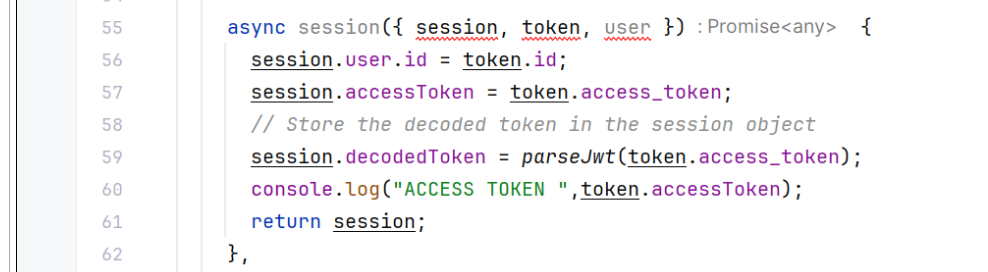 55 async session({ session, token, user }) : Promise<any> {
56 session.user.id = token.id;
57 session.accessToken = token.access_token;
58 // Store the decoded token in the session object
59 session.decodedToken = parseJwt(token.access_token);
60 console.log("ACCESS TOKEN ",token.accessToken);
61 return session;
62 },